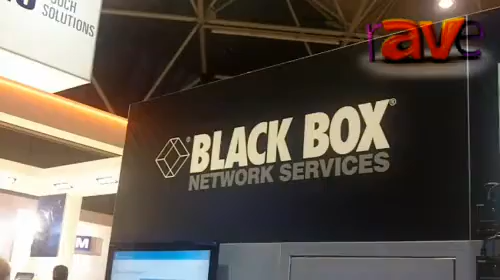 OUCH
SOLUTIONS
rave
® BLACK BOX®
NETWORK SERVICES
M